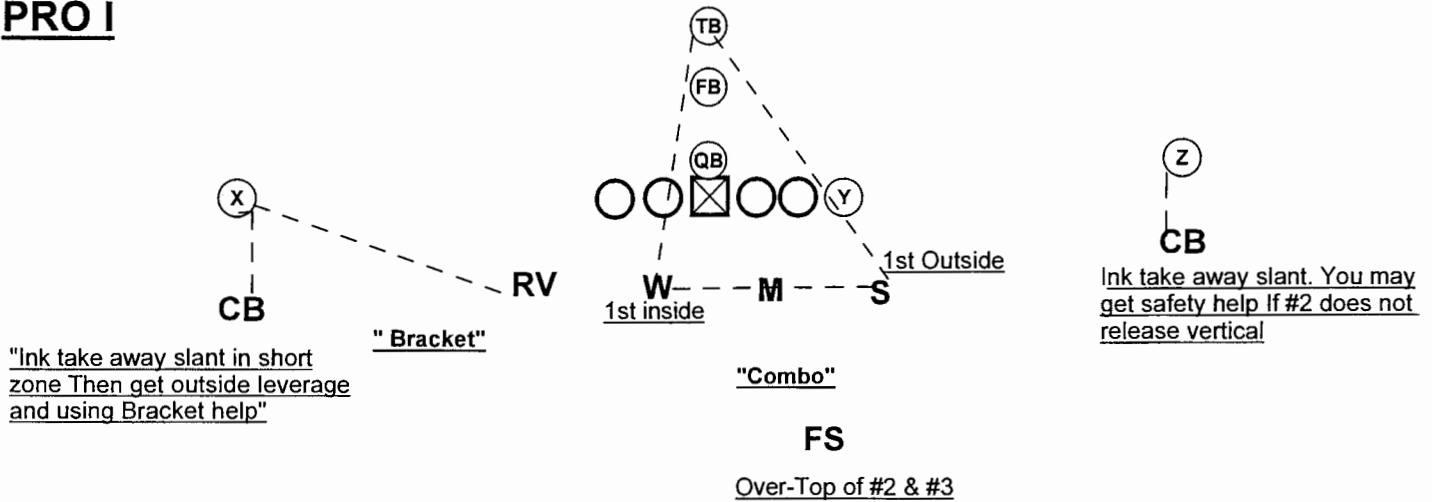 PRO I
TB
FB
QB
X
Y
Z
CB
RV
W
M
S
CB
1st Outside
1st inside
" Bracket"
"Ink take away slant in short
zone Then get outside leverage
and using Bracket help"
Ink take away slant. You may
get safety help If #2 does not
release vertical
"Combo"
FS
Over-Top of #2 & #3